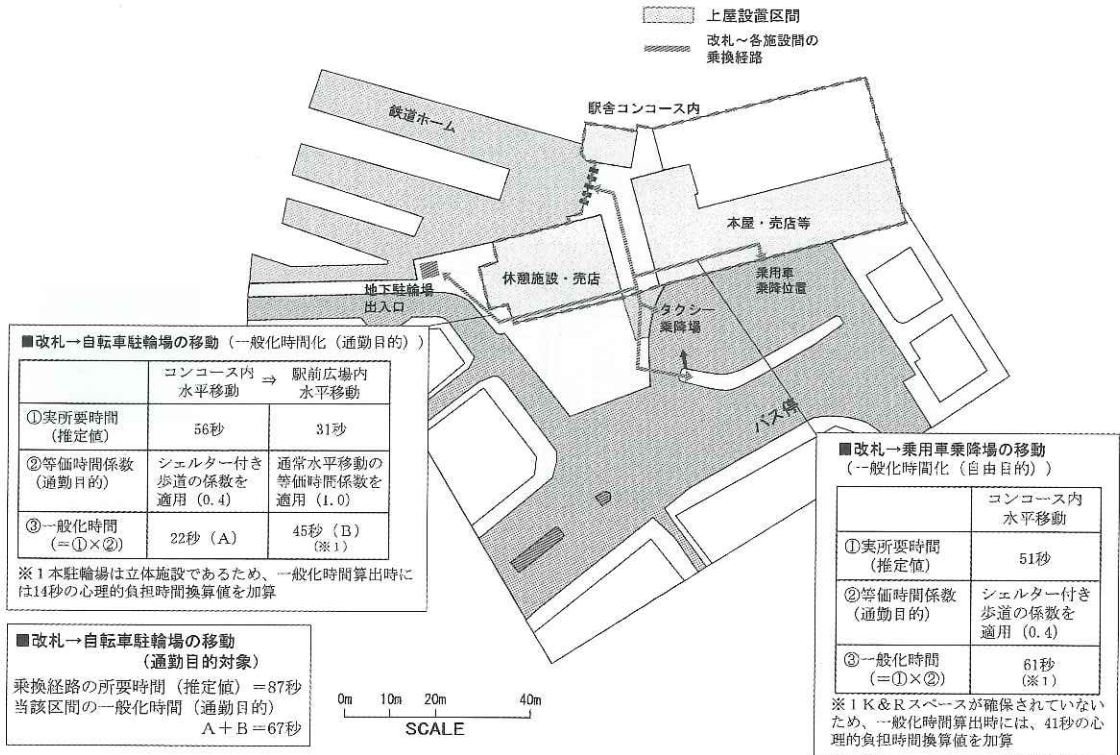 上屋設置区間
改札～各施設間の
乗換経路
駅舎コンコース内
鉄道ホーム
本屋・売店等
休憩施設・売店
乗用車
乗降位置
地下駐輪場
出入口
タクシー
乗降場
バス停
■改札→自転車駐輪場の移動（一般化時間化（通勤目的））
コンコース内
水平移動
⇒
駅前広場内
水平移動
①実所要時間
（推定値）
56秒
31秒
②等価時間係数
（通勤目的）
シェルター付き
歩道の係数を
適用（0.4）
通常水平移動の
等価時間係数を
適用（1.0）
③一般化時間
（＝①×②）
22秒（A）
45秒（B）
（※1）
※1本駐輪場は立体施設であるため、一般化時間算出時に
は14秒の心理的負担時間換算値を加算
■改札→自転車駐輪場の移動
（通勤目的対象）
乗換経路の所要時間（推定値）＝87秒
当該区間の一般化時間（通勤目的）
A＋B＝67秒
0m 10m 20m 40m
SCALE
■改札→乗用車乗降場の移動
（一般化時間化（自由目的））
コンコース内
水平移動
①実所要時間
（推定値）
51秒
②等価時間係数
（通勤目的）
シェルター付き
歩道の係数を
適用（0.4）
③一般化時間
（＝①×②）
61秒
（※1）
※1K＆Rスペースが確保されていない
ため、一般化時間算出時には、41秒の心
理的負担時間換算値を加算